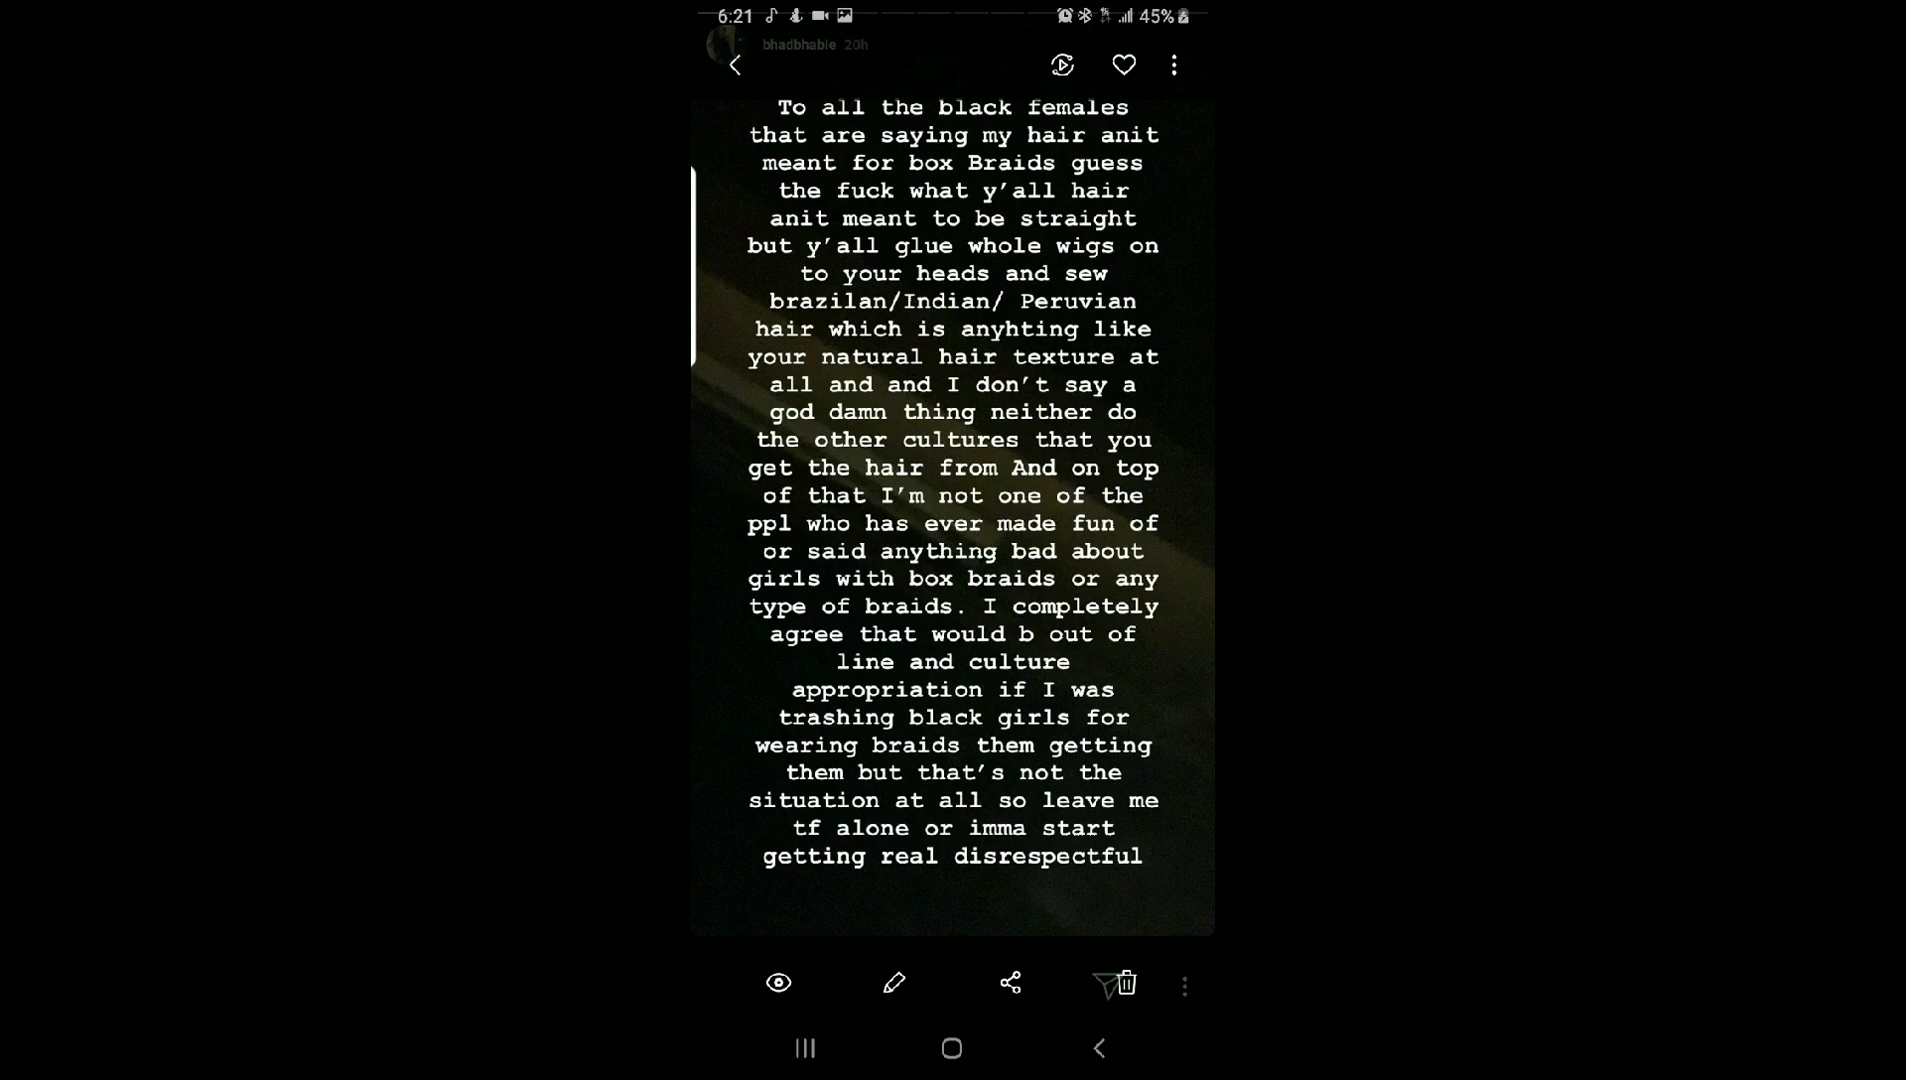 6:21 45%
bhadbhabie 20h
To all the black females
that are saying my hair anit
meant for box Braids guess
the fuck what y'all hair
anit meant to be straight
but y'all glue whole wigs on
to your heads and sew
brazilan/Indian/ Peruvian
hair which is anyhting like
your natural hair texture at
all and and I don't say a
god damn thing neither do
the other cultures that you
get the hair from And on top
of that I'm not one of the
ppl who has ever made fun of
or said anything bad about
girls with box braids or any
type of braids. I completely
agree that would b out of
line and culture
appropriation if I was
trashing black girls for
wearing braids them getting
them but that's not the
situation at all so leave me
tf alone or imma start
getting real disrespectful